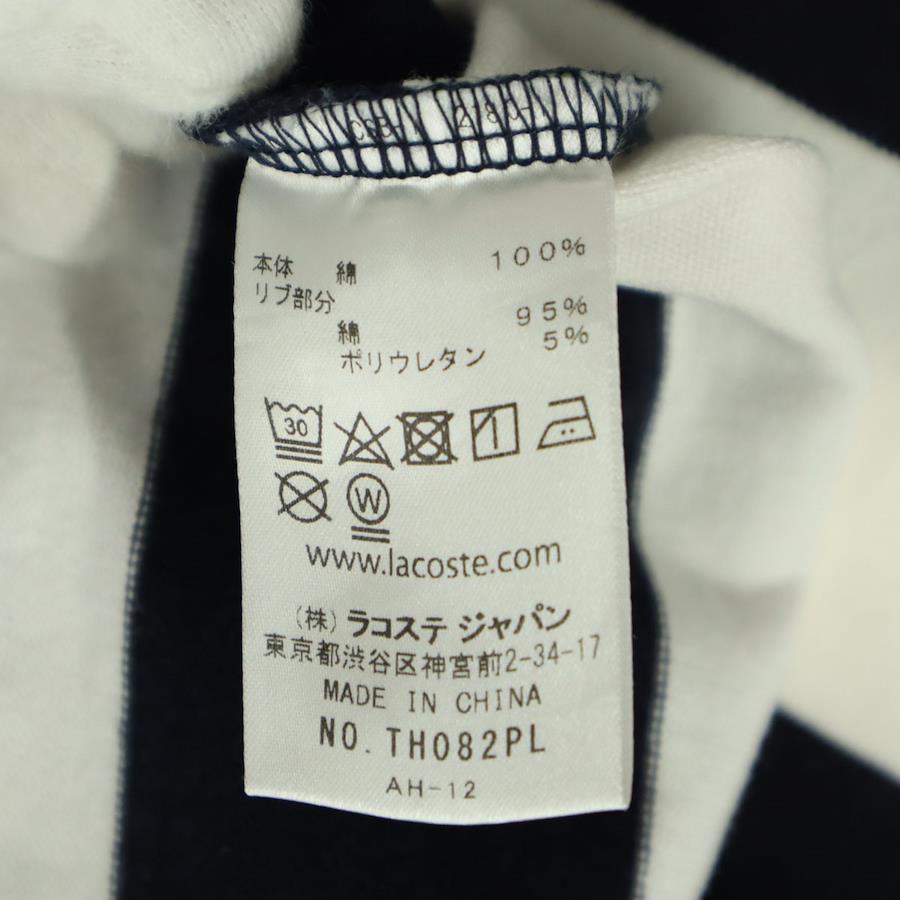 本体 綿 100%
リブ部分
綿 95%
ポリウレタン 5%
30
W
www.lacoste.com
(株) ラコステ ジャパン
東京都渋谷区神宮前2-34-17
MADE IN CHINA
NO. TH082PL
AH-12